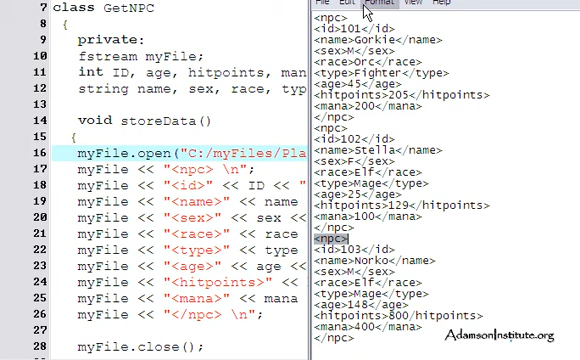 7 class GetNPC
8 {
9 private:
10 fstream myFile;
11 int ID, age, hitpoints, man
12 string name, sex, race, typ
13
14 void storeData()
15 {
16 myFile.open("C:/myFiles/Pla
17 myFile << "<npc> \n";
18 myFile << "<id>" << ID << "
19 myFile << "<name>" << name
20 myFile << "<sex>" << sex <<
21 myFile << "<race>" << race
22 myFile << "<type>" << type
23 myFile << "<age>" << age <<
24 myFile << "<hitpoints>" <<
25 myFile << "<mana>" << mana
26 myFile << "</npc> \n";
27
28 myFile.close();
File Edit Format View Help
<npc>
<id>101</id>
<name>Gorkie</name>
<sex>M</sex>
<race>Orc</race>
<type>Fighter</type>
<age>45</age>
<hitpoints>205</hitpoints>
<mana>200</mana>
</npc>
<npc>
<id>102</id>
<name>Stella</name>
<sex>F</sex>
<race>Elf</race>
<type>Mage</type>
<age>25</age>
<hitpoints>129</hitpoints>
<mana>100</mana>
</npc>
<npc>
<id>103</id>
<name>Norko</name>
<sex>M</sex>
<race>Elf</race>
<type>Mage</type>
<age>148</age>
<hitpoints>800</hitpoints>
<mana>400</mana>
</npc>
AdamsonInstitute.org